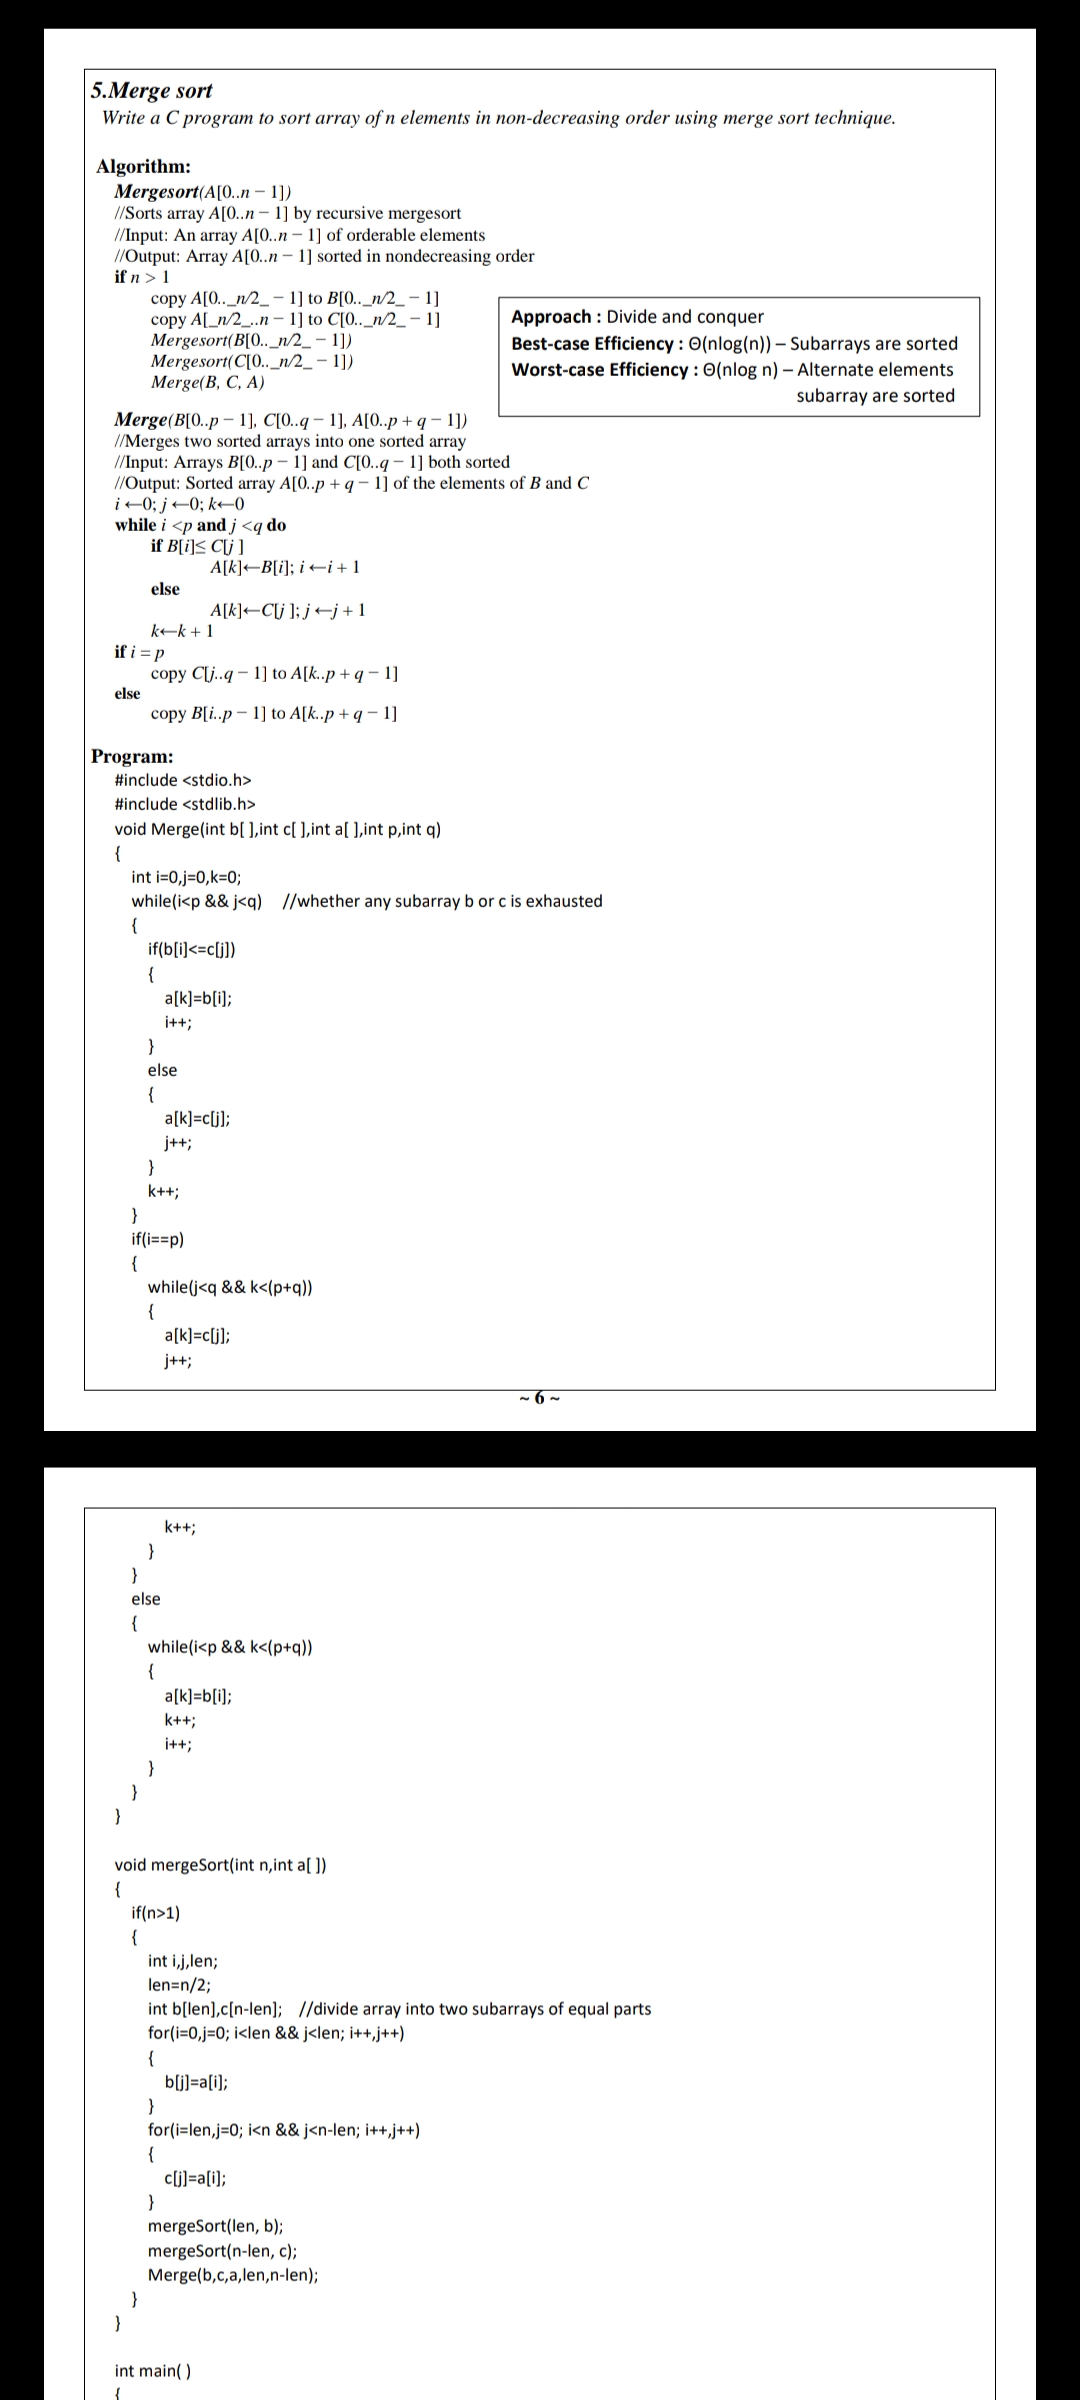 5.Merge sort
Write a C program to sort array of n elements in non-decreasing order using merge sort technique.
Algorithm:
Mergesort(A[0..n − 1])
//Sorts array A[0..n − 1] by recursive mergesort
//Input: An array A[0..n − 1] of orderable elements
//Output: Array A[0..n − 1] sorted in nondecreasing order
if n > 1
copy A[0.._n/2_ − 1] to B[0.._n/2_ − 1]
copy A[_n/2_..n − 1] to C[0.._n/2_ − 1]
Mergesort(B[0.._n/2_ − 1])
Mergesort(C[0.._n/2_ − 1])
Merge(B, C, A)
Approach : Divide and conquer
Best-case Efficiency : Θ(nlog(n)) – Subarrays are sorted
Worst-case Efficiency : Θ(nlog n) – Alternate elements
subarray are sorted
Merge(B[0..p − 1], C[0..q − 1], A[0..p + q − 1])
//Merges two sorted arrays into one sorted array
//Input: Arrays B[0..p − 1] and C[0..q − 1] both sorted
//Output: Sorted array A[0..p + q − 1] of the elements of B and C
i ←0; j ←0; k←0
while i <p and j <q do
if B[i]≤ C[j ]
A[k]←B[i]; i ←i + 1
else
A[k]←C[j ]; j ←j + 1
k←k + 1
if i = p
copy C[j..q − 1] to A[k..p + q − 1]
else
copy B[i..p − 1] to A[k..p + q − 1]
Program:
#include <stdio.h>
#include <stdlib.h>
void Merge(int b[ ],int c[ ],int a[ ],int p,int q)
{
int i=0,j=0,k=0;
while(i<p && j<q) //whether any subarray b or c is exhausted
{
if(b[i]<=c[j])
{
a[k]=b[i];
i++;
}
else
{
a[k]=c[j];
j++;
}
k++;
}
if(i==p)
{
while(j<q && k<(p+q))
{
a[k]=c[j];
j++;
~ 6 ~
k++;
}
}
else
{
while(i<p && k<(p+q))
{
a[k]=b[i];
k++;
i++;
}
}
}
void mergeSort(int n,int a[ ])
{
if(n>1)
{
int i,j,len;
len=n/2;
int b[len],c[n-len]; //divide array into two subarrays of equal parts
for(i=0,j=0; i<len && j<len; i++,j++)
{
b[j]=a[i];
}
for(i=len,j=0; i<n && j<n-len; i++,j++)
{
c[j]=a[i];
}
mergeSort(len, b);
mergeSort(n-len, c);
Merge(b,c,a,len,n-len);
}
}
int main( )
{